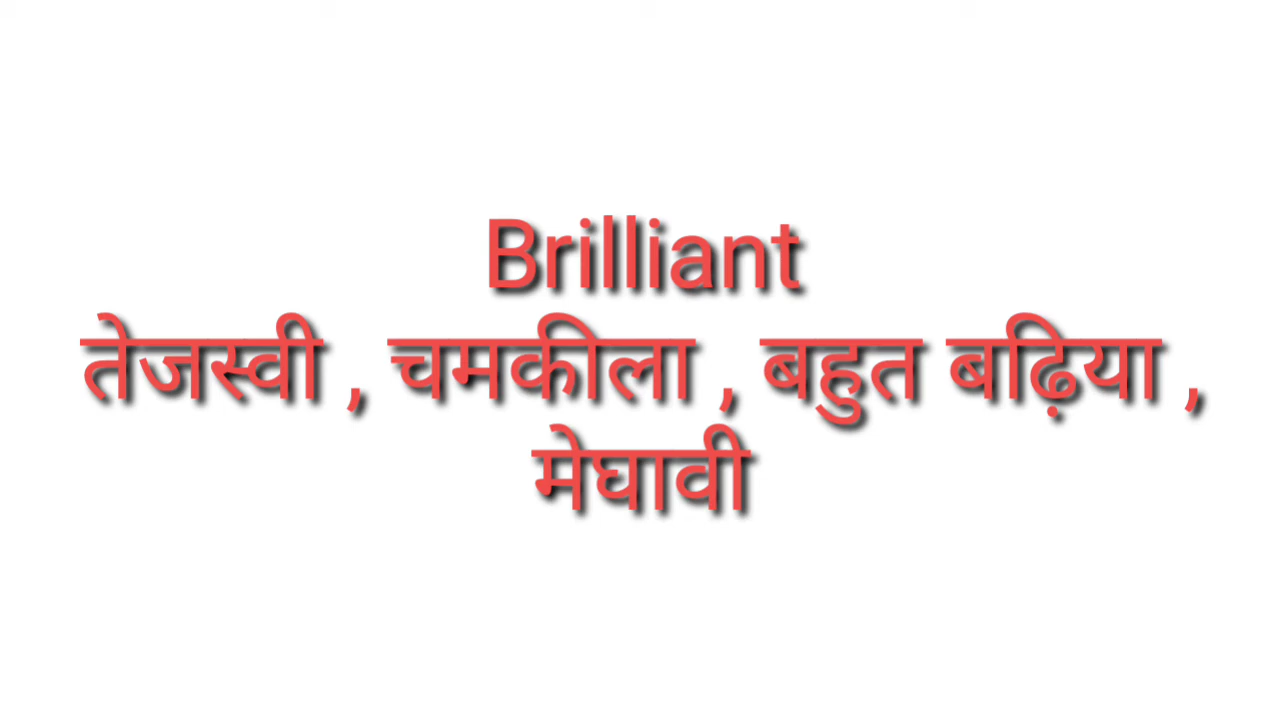 Brilliant
तेजस्वी , चमकीला , बहुत बढ़िया ,
मेघावी